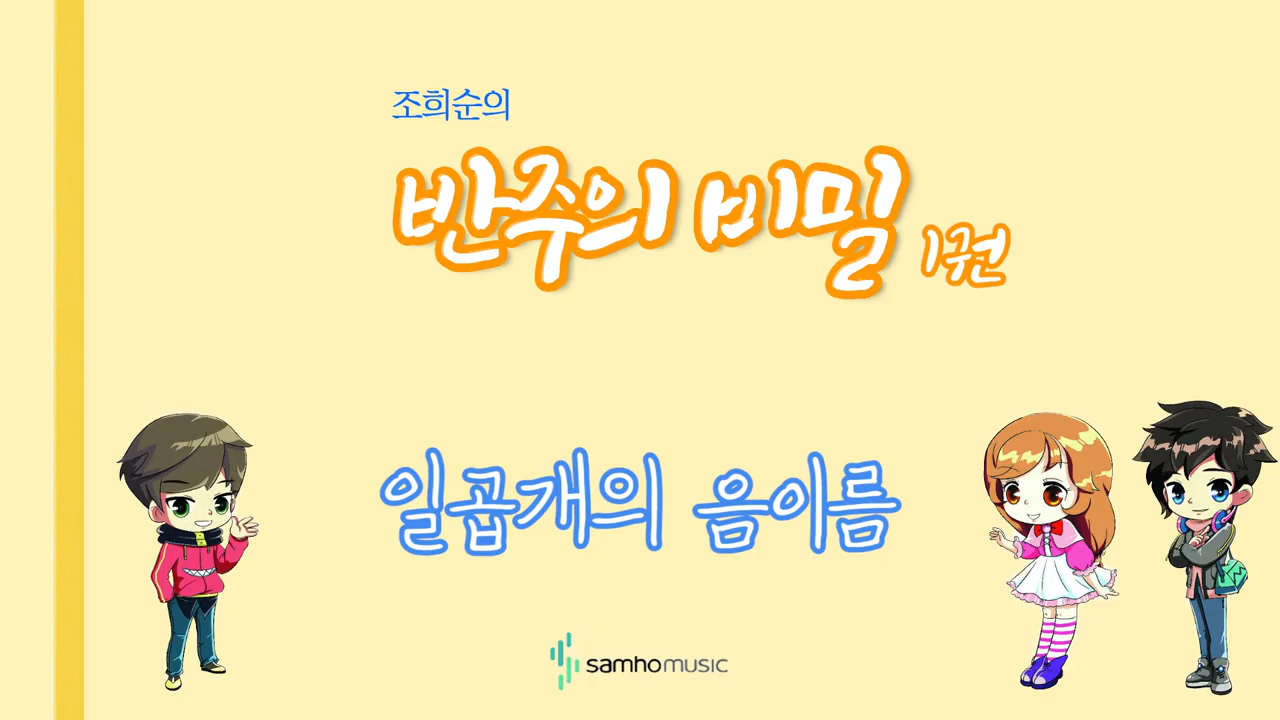 조희순의
반주의 비밀 1권
일곱개의 음이름
samhomusic